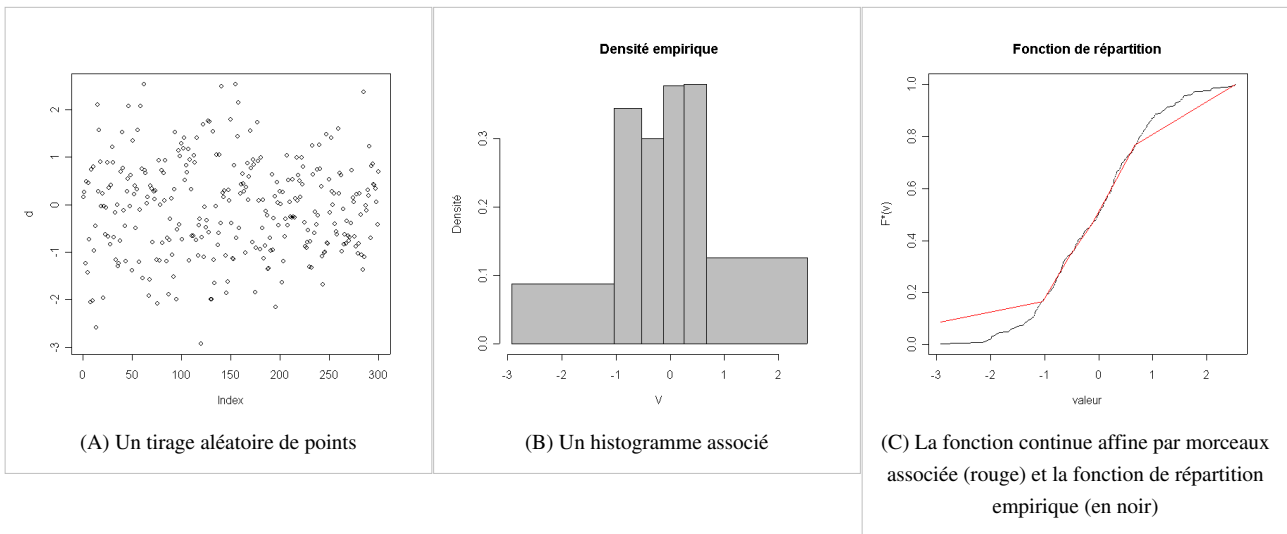 d
2
1
0
-1
-2
-3
0 50 100 150 200 250 300
Index
(A) Un tirage aléatoire de points
Densité empirique
Densité
0.3
0.2
0.1
0.0
-3 -2 -1 0 1 2
V
(B) Un histogramme associé
Fonction de répartition
F*(v)
1.0
0.8
0.6
0.4
0.2
0.0
-3 -2 -1 0 1 2
valeur
(C) La fonction continue affine par morceaux
associée (rouge) et la fonction de répartition
empirique (en noir)